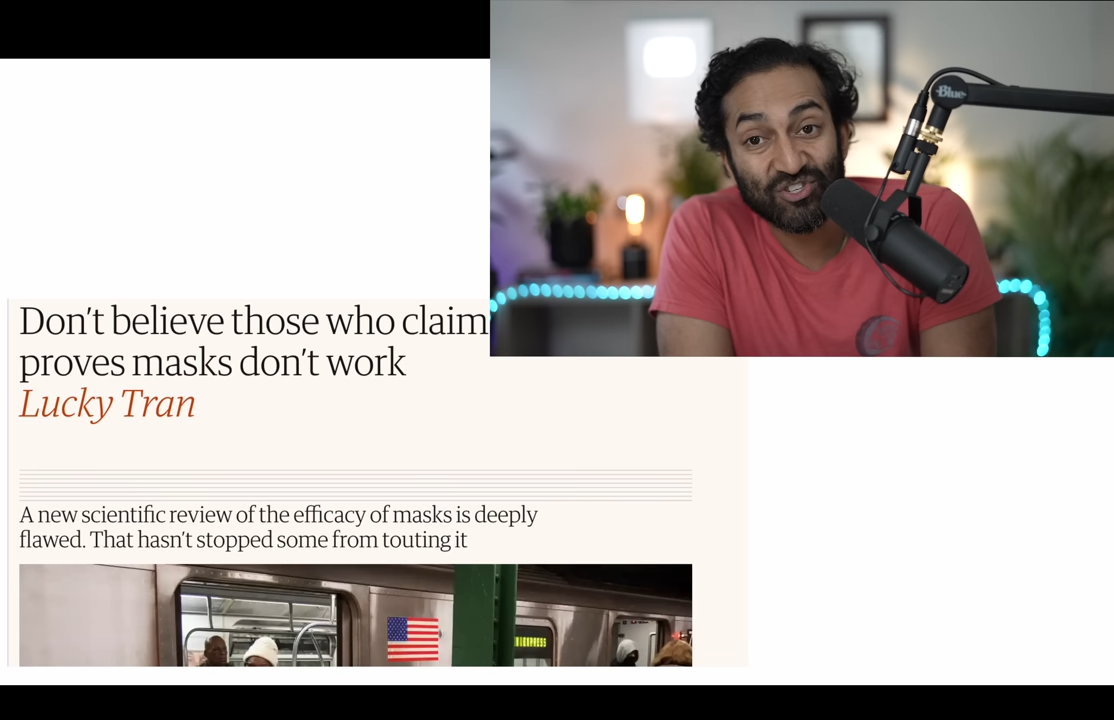 Blue
Don't believe those who claim
proves masks don't work
Lucky Tran
A new scientific review of the efficacy of masks is deeply
flawed. That hasn't stopped some from touting it
EXPRESS